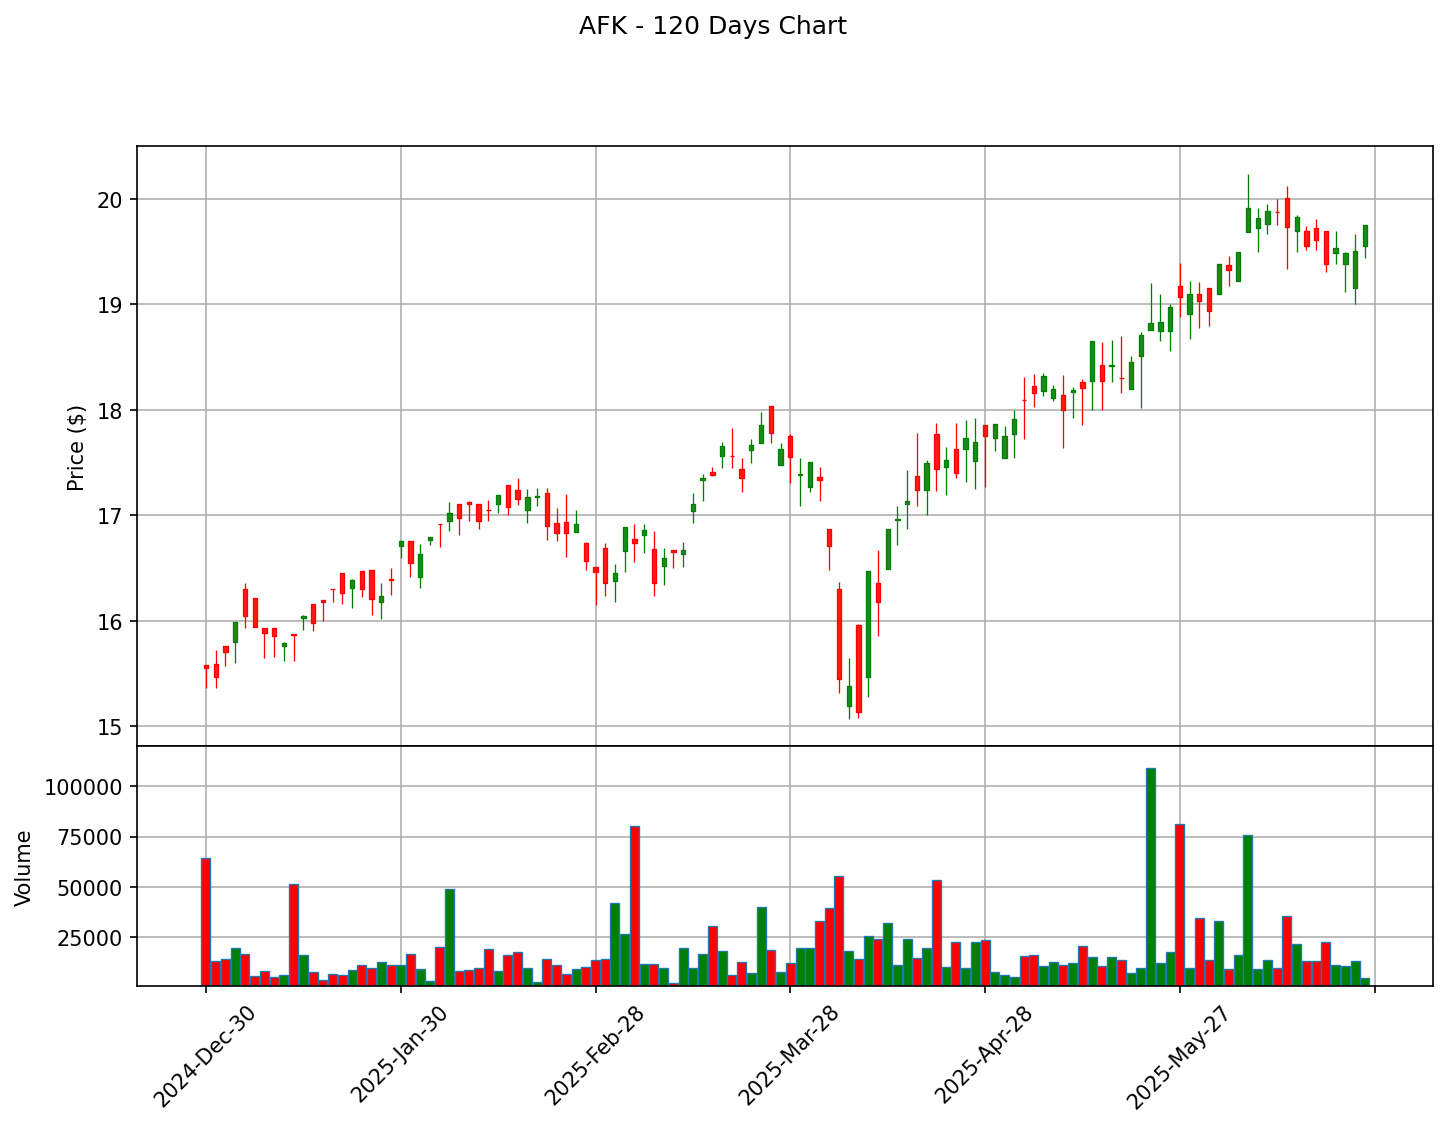 AFK - 120 Days Chart
Price ($)
20
19
18
17
16
15
Volume
100000
75000
50000
25000
2024-Dec-30
2025-Jan-30
2025-Feb-28
2025-Mar-28
2025-Apr-28
2025-May-27